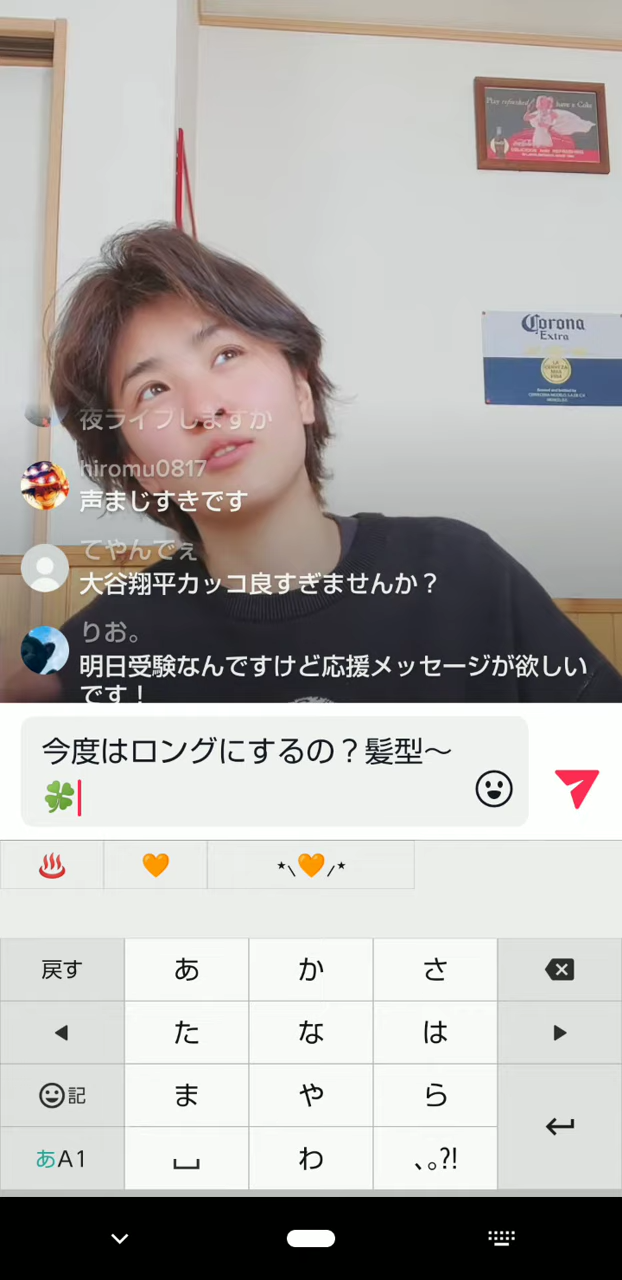 Play refreshed have a Coke
Corona
Extra
夜ライブしますか
hiromu0817
声まじすきです
てやんでぇ
大谷翔平カッコ良すぎませんか？
りお。
明日受験なんですけど応援メッセージが欲しい
です！
今度はロングにするの？髪型〜
🍀
♨️ 🧡 ⋆⸜🧡⸝⋆
戻す あ か さ
た な は
記 ま や ら
あA1 わ 、。?!